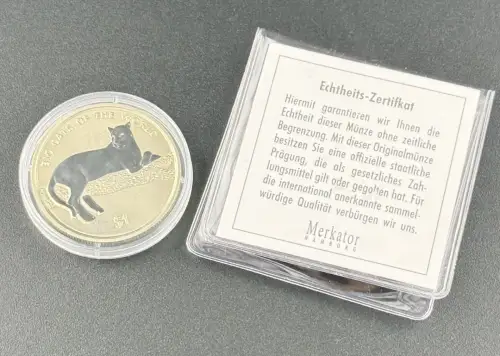 $1
Echtheits-Zertifkat
Hiermit garantieren wir Ihnen die
Echtheit dieser Münze ohne zeitliche
Begrenzung. Mit dieser Originalmünze
besitzen Sie eine offizielle staatliche
Prägung, die als gesetzliches Zah-
lungsmittel gilt oder gegolten hat. Für
die international anerkannte sammel-
würdige Qualität verbürgen wir uns.
Merkator
HAMBURG